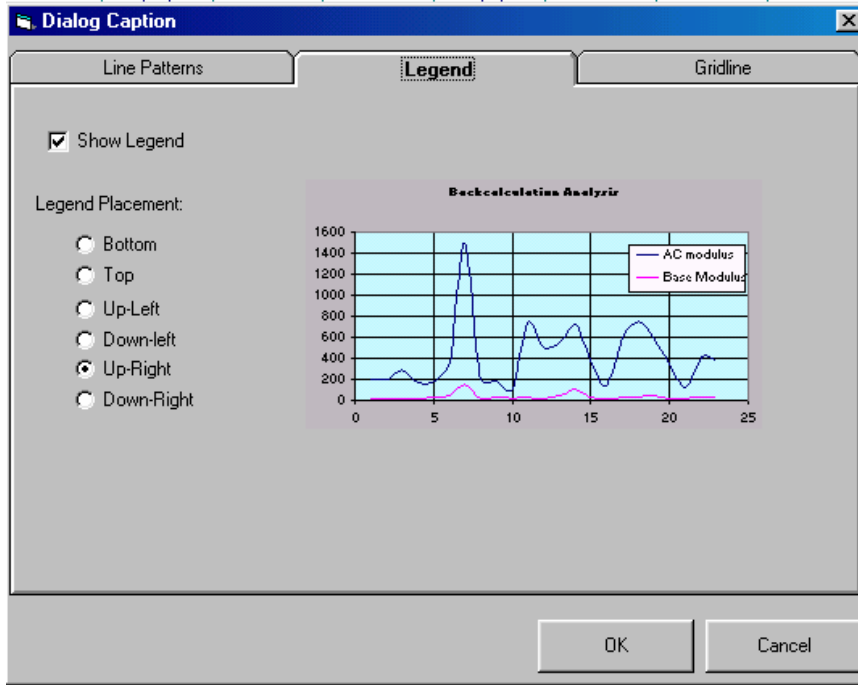 Dialog Caption
Line Patterns Legend Gridline
Show Legend
Legend Placement:
Bottom
Top
Up-Left
Down-left
Up-Right
Down-Right
Backcalculation Analysis
1600
1400
1200
1000
800
600
400
200
0
0 5 10 15 20 25
AC modulus
Base Modulus
OK Cancel